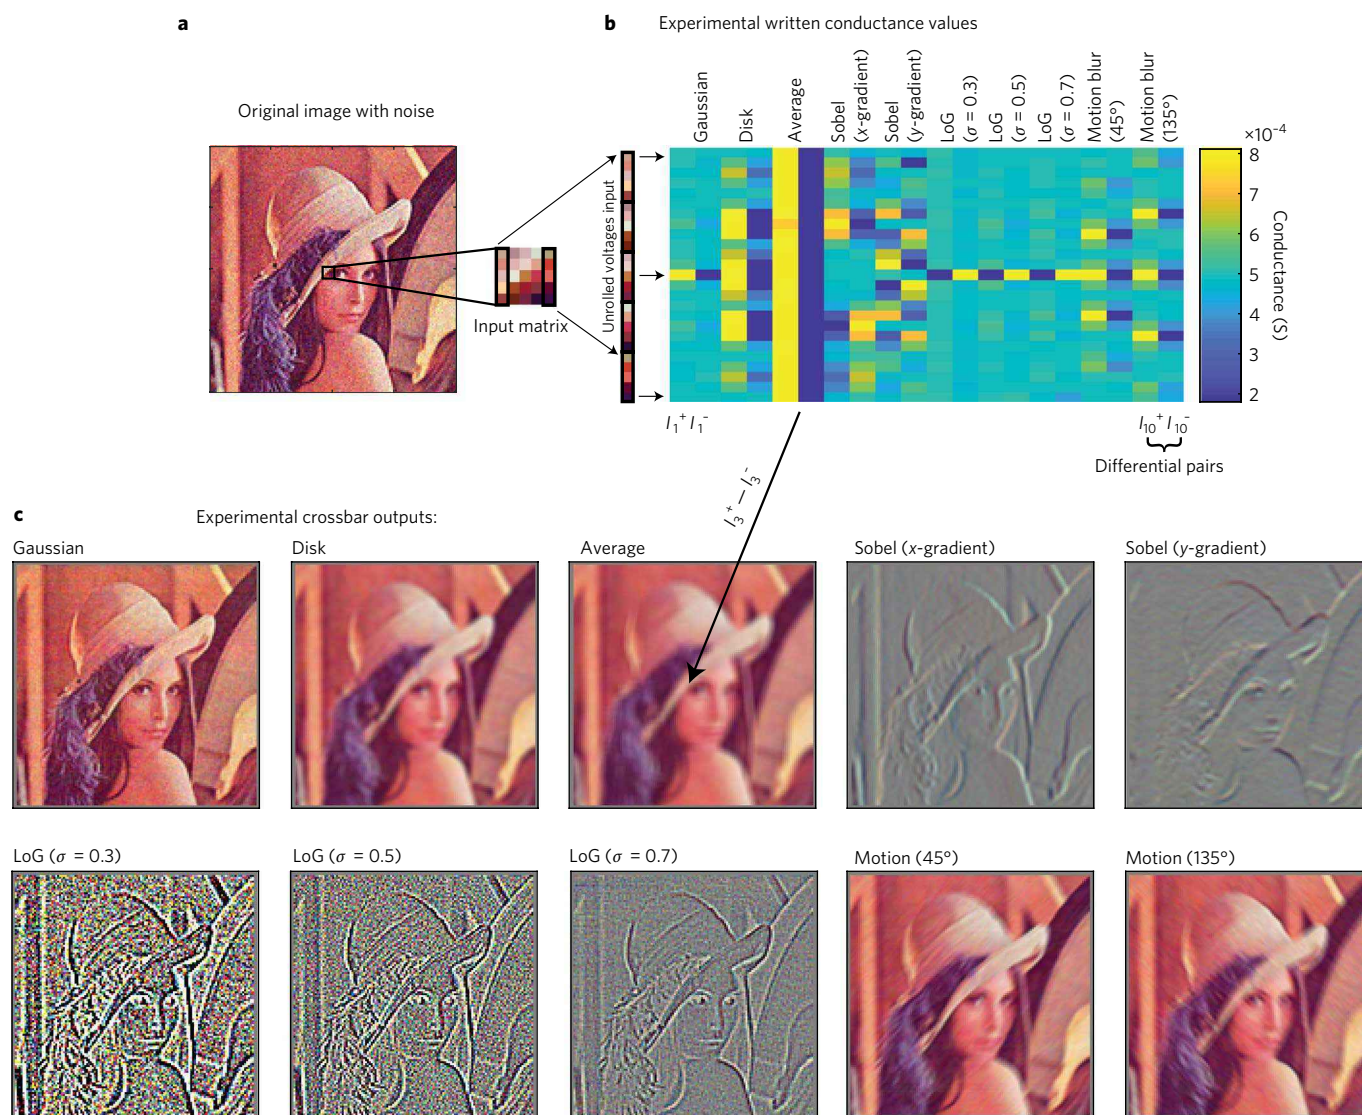 a
Original image with noise
Input matrix
b
Experimental written conductance values
Gaussian
Disk
Average
Sobel
(x-gradient)
Sobel
(y-gradient)
LoG
(σ = 0.3)
LoG
(σ = 0.5)
LoG
(σ = 0.7)
Motion blur
(45°)
Motion blur
(135°)
Unrolled voltages input
×10⁻⁴
8
7
6
5
4
3
2
Conductance (S)
I₁⁺ I₁⁻
I₁₀⁺ I₁₀⁻
Differential pairs
I₃⁺ — I₃⁻
c
Experimental crossbar outputs:
Gaussian
Disk
Average
Sobel (x-gradient)
Sobel (y-gradient)
LoG (σ = 0.3)
LoG (σ = 0.5)
LoG (σ = 0.7)
Motion (45°)
Motion (135°)